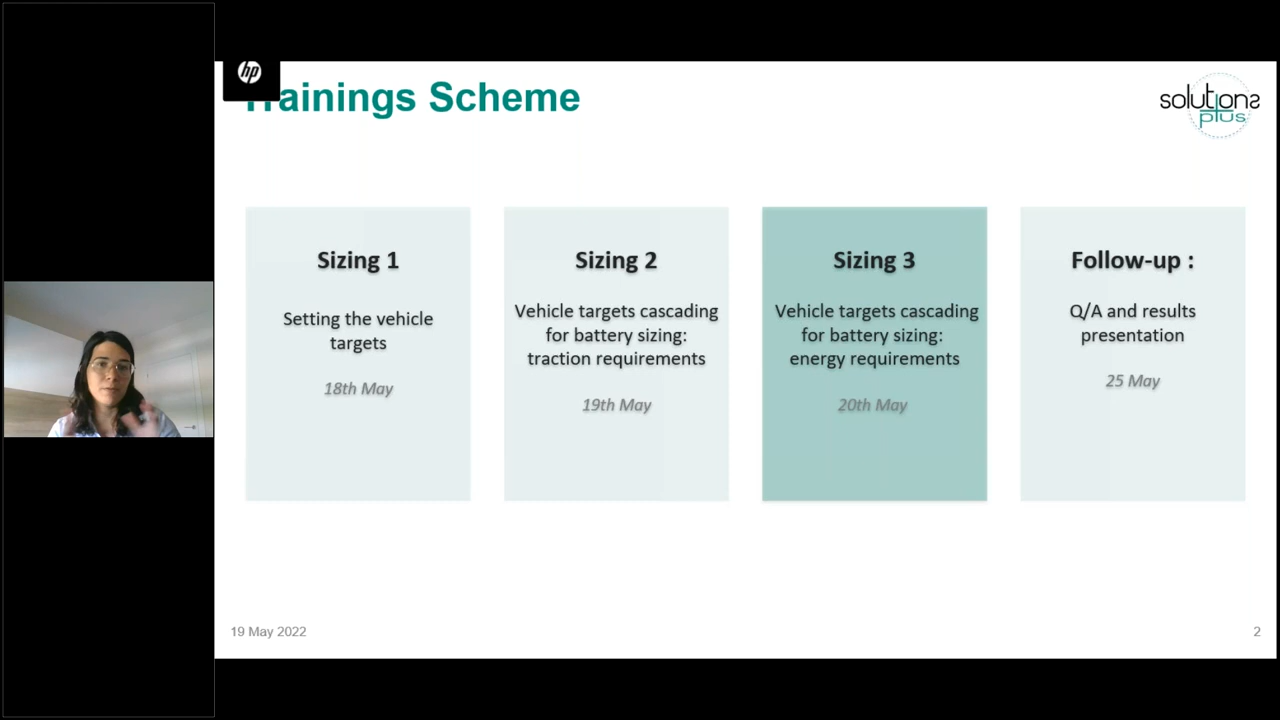 hp
Trainings Scheme
solutions
plus
Sizing 1
Setting the vehicle
targets
18th May
Sizing 2
Vehicle targets cascading
for battery sizing:
traction requirements
19th May
Sizing 3
Vehicle targets cascading
for battery sizing:
energy requirements
20th May
Follow-up :
Q/A and results
presentation
25 May
19 May 2022
2